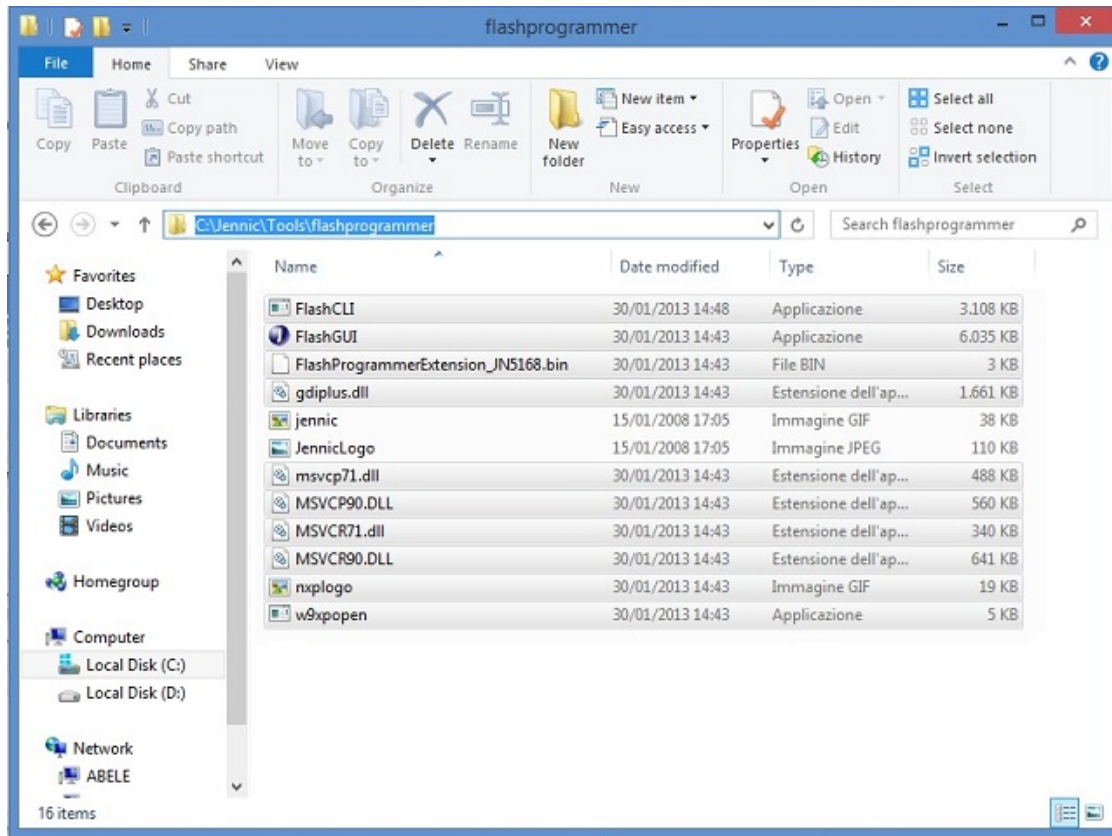 flashprogrammer
File Home Share View
Copy
Paste
Cut
Copy path
Paste shortcut
Clipboard
Move to
Copy to
Delete
Rename
Organize
New folder
New item
Easy access
New
Properties
Open
Edit
History
Open
Select all
Select none
Invert selection
Select
C:\Jennic\Tools\flashprogrammer
Search flashprogrammer
Favorites
Desktop
Downloads
Recent places
Libraries
Documents
Music
Pictures
Videos
Homegroup
Computer
Local Disk (C:)
Local Disk (D:)
Network
ABELE
Name Date modified Type Size
FlashCLI 30/01/2013 14:48 Applicazione 3.108 KB
FlashGUI 30/01/2013 14:43 Applicazione 6.035 KB
FlashProgrammerExtension_JN5168.bin 30/01/2013 14:43 File BIN 3 KB
gdiplus.dll 30/01/2013 14:43 Estensione dell'ap... 1.661 KB
jennic 15/01/2008 17:05 Immagine GIF 38 KB
JennicLogo 15/01/2008 17:05 Immagine JPEG 110 KB
msvcp71.dll 30/01/2013 14:43 Estensione dell'ap... 488 KB
MSVCP90.DLL 30/01/2013 14:43 Estensione dell'ap... 560 KB
MSVCR71.dll 30/01/2013 14:43 Estensione dell'ap... 340 KB
MSVCR90.DLL 30/01/2013 14:43 Estensione dell'ap... 641 KB
nxplogo 30/01/2013 14:43 Immagine GIF 19 KB
w9xpopen 30/01/2013 14:43 Applicazione 5 KB
16 items